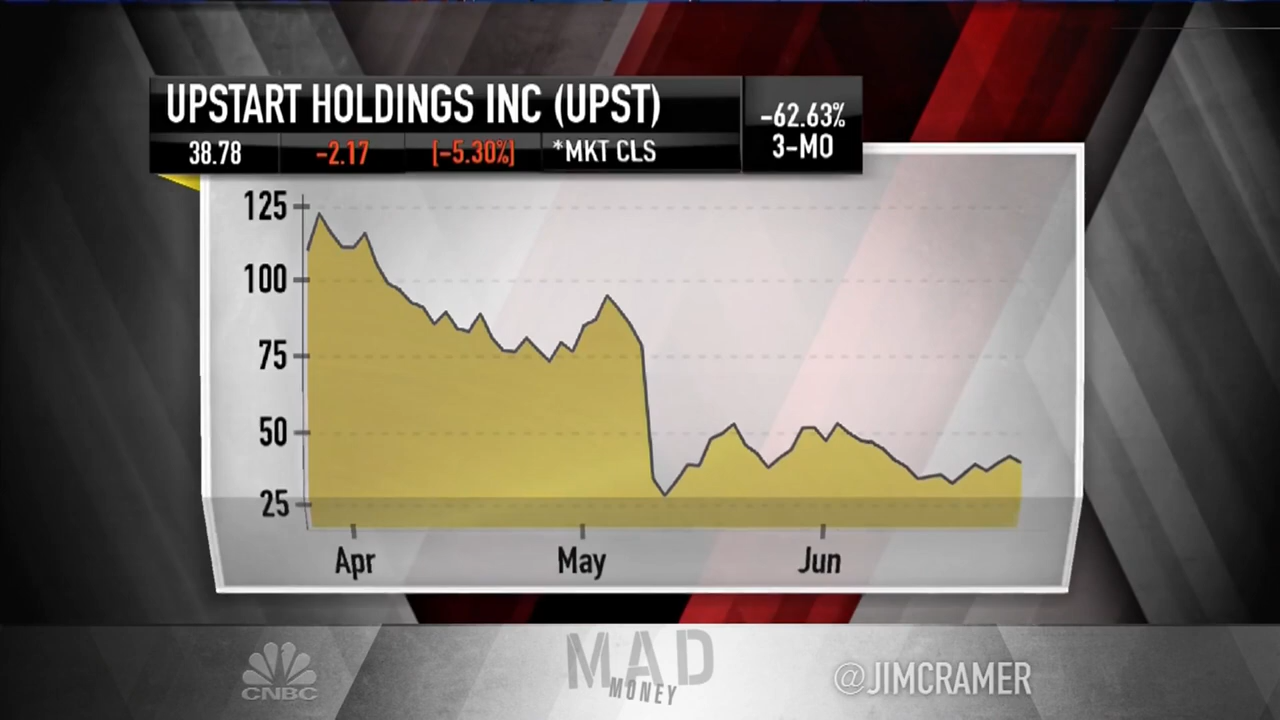 UPSTART HOLDINGS INC (UPST)
38.78 -2.17 [-5.30%] *MKT CLS
-62.63%
3-MO
125
100
75
50
25
Apr May Jun
CNBC
MAD
MONEY
@JIMCRAMER